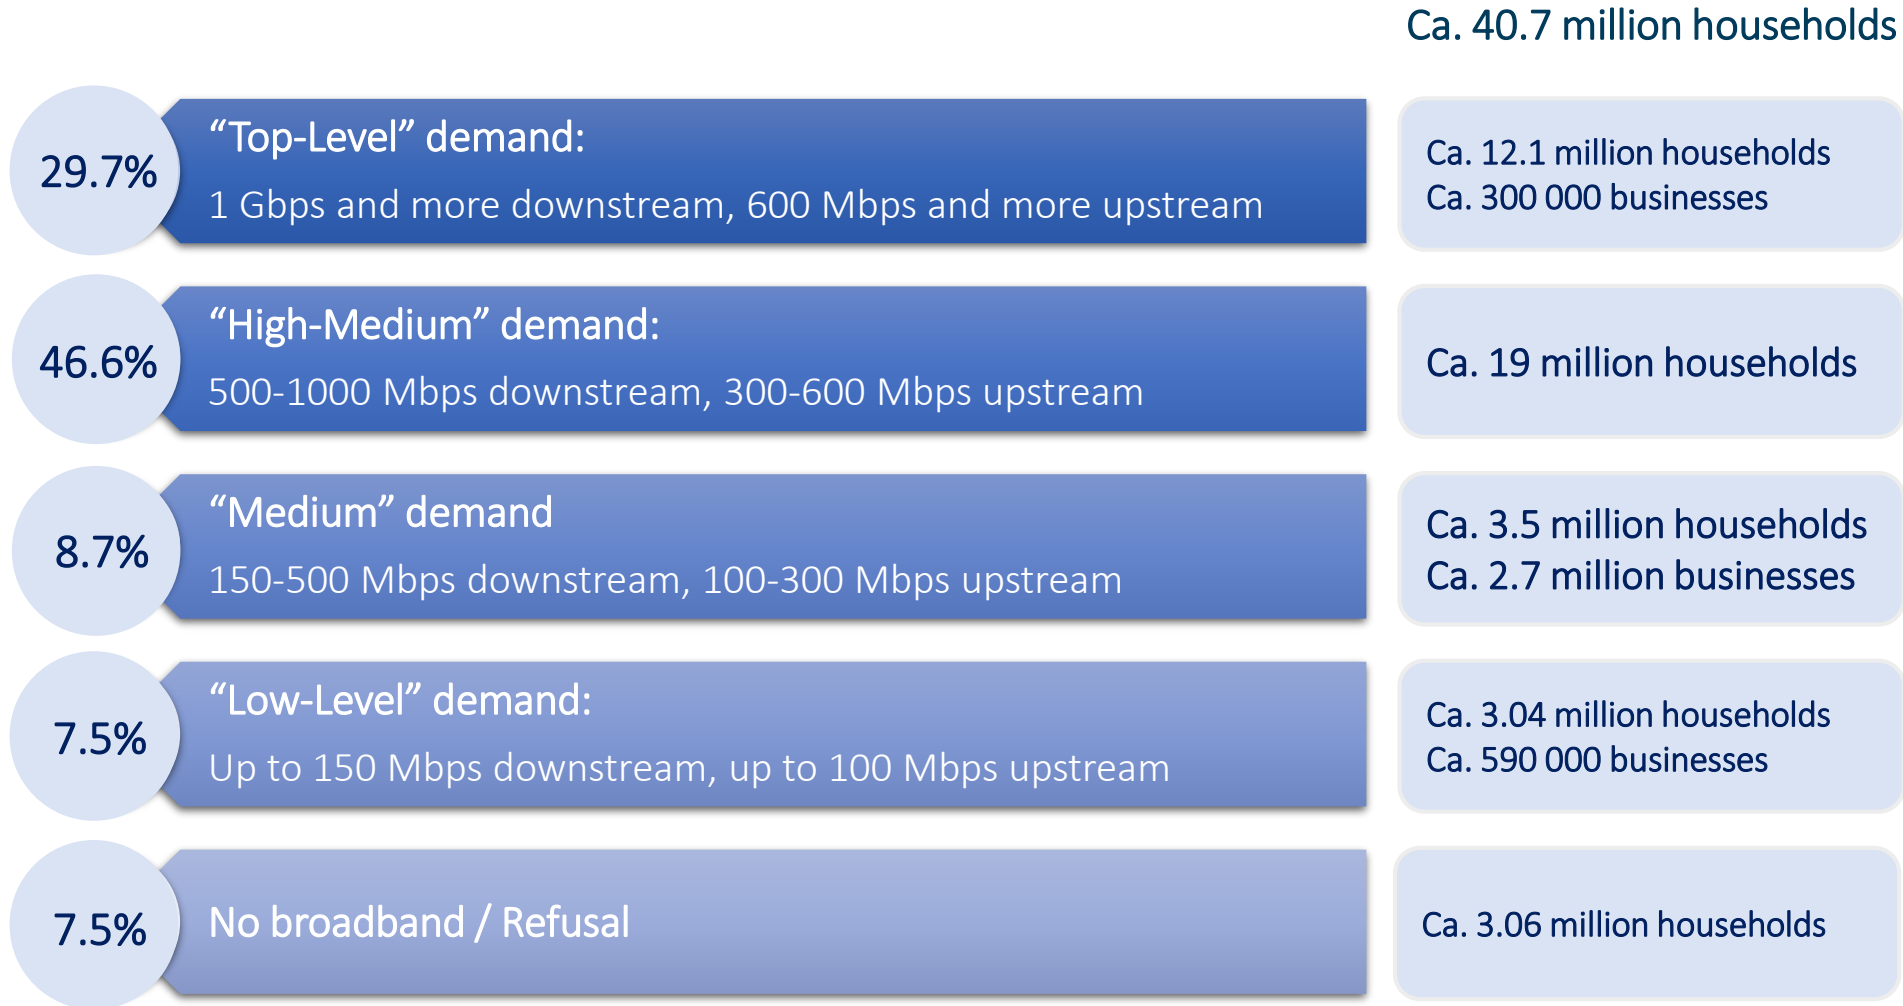 Ca. 40.7 million households
29.7%
“Top-Level” demand:
1 Gbps and more downstream, 600 Mbps and more upstream
Ca. 12.1 million households
Ca. 300 000 businesses
46.6%
“High-Medium” demand:
500-1000 Mbps downstream, 300-600 Mbps upstream
Ca. 19 million households
8.7%
“Medium” demand
150-500 Mbps downstream, 100-300 Mbps upstream
Ca. 3.5 million households
Ca. 2.7 million businesses
7.5%
“Low-Level” demand:
Up to 150 Mbps downstream, up to 100 Mbps upstream
Ca. 3.04 million households
Ca. 590 000 businesses
7.5%
No broadband / Refusal
Ca. 3.06 million households